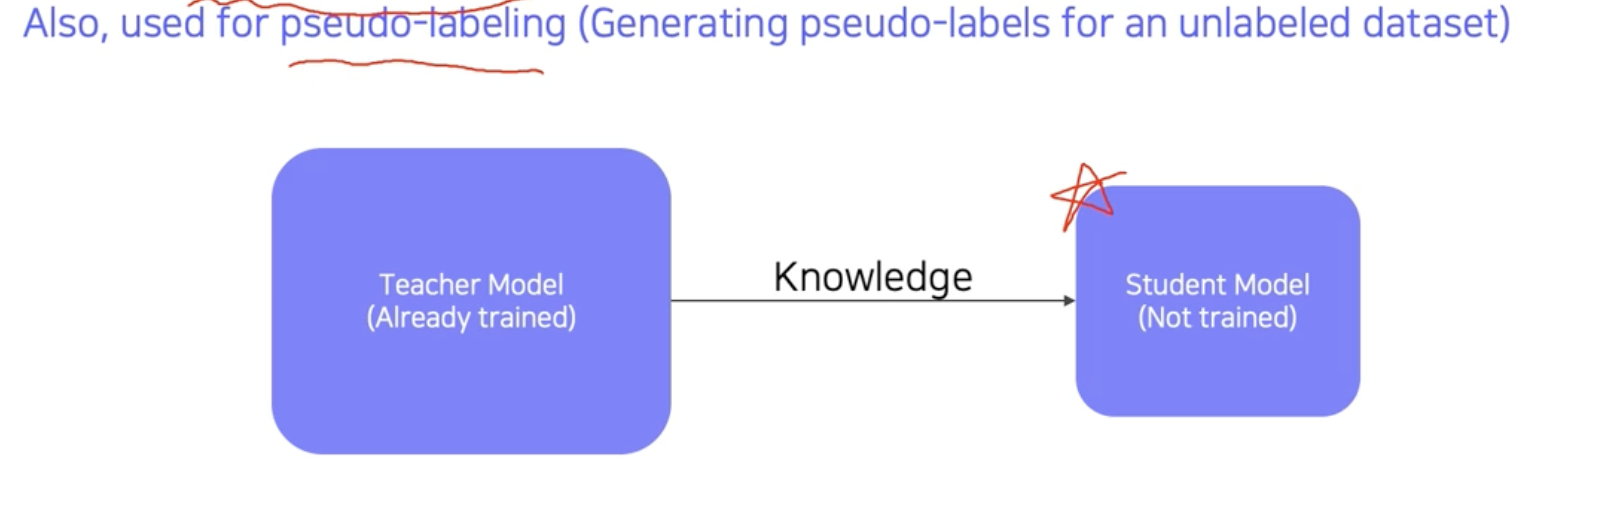 Also, used for pseudo-labeling (Generating pseudo-labels for an unlabeled dataset)
Teacher Model
(Already trained)
Knowledge
Student Model
(Not trained)